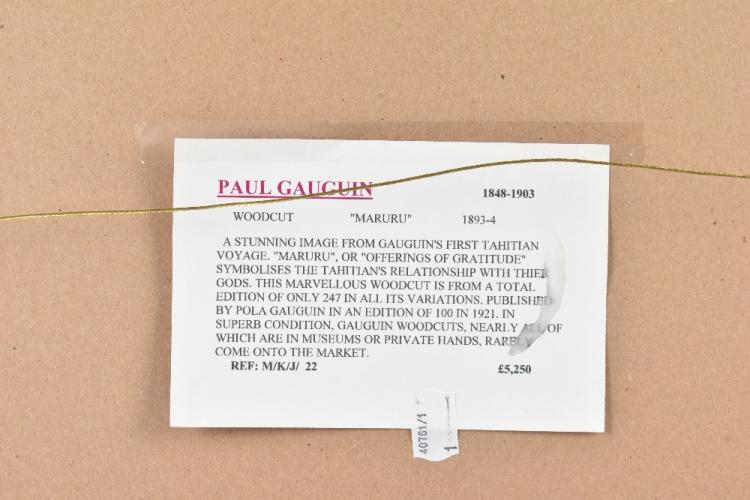 PAUL GAUGUIN 1848-1903
WOODCUT "MARURU" 1893-4
A STUNNING IMAGE FROM GAUGUIN'S FIRST TAHITIAN
VOYAGE. "MARURU", OR "OFFERINGS OF GRATITUDE"
SYMBOLISES THE TAHITIAN'S RELATIONSHIP WITH THIER
GODS. THIS MARVELLOUS WOODCUT IS FROM A TOTAL
EDITION OF ONLY 247 IN ALL ITS VARIATIONS. PUBLISHED
BY POLA GAUGUIN IN AN EDITION OF 100 IN 1921. IN
SUPERB CONDITION, GAUGUIN WOODCUTS, NEARLY ALL OF
WHICH ARE IN MUSEUMS OR PRIVATE HANDS, RARELY
COME ONTO THE MARKET.
REF: M/K/J/ 22 £5,250
40761/1
1